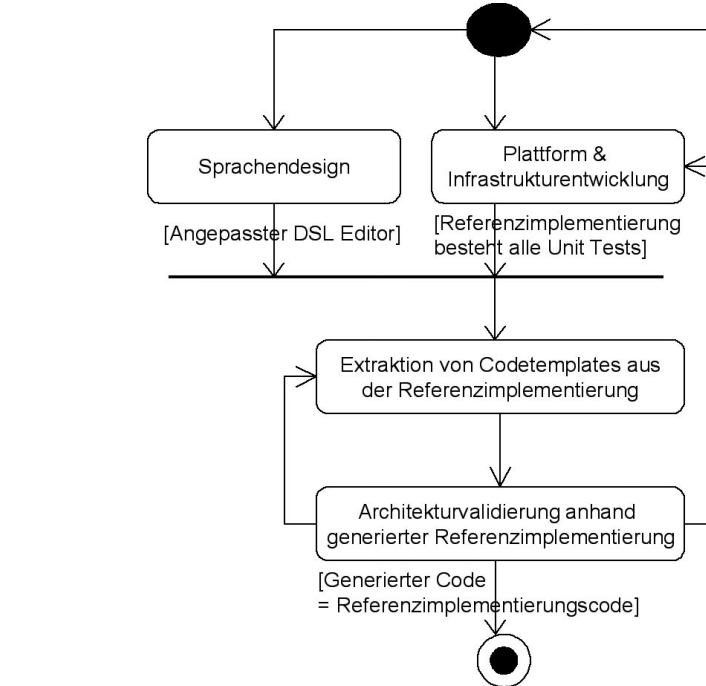 Sprachendesign
Plattform &
Infrastrukturentwicklung
[Angepasster DSL Editor]
[Referenzimplementierung
besteht alle Unit Tests]
Extraktion von Codetemplates aus
der Referenzimplementierung
Architekturvalidierung anhand
generierter Referenzimplementierung
[Generierter Code
= Referenzimplementierungscode]